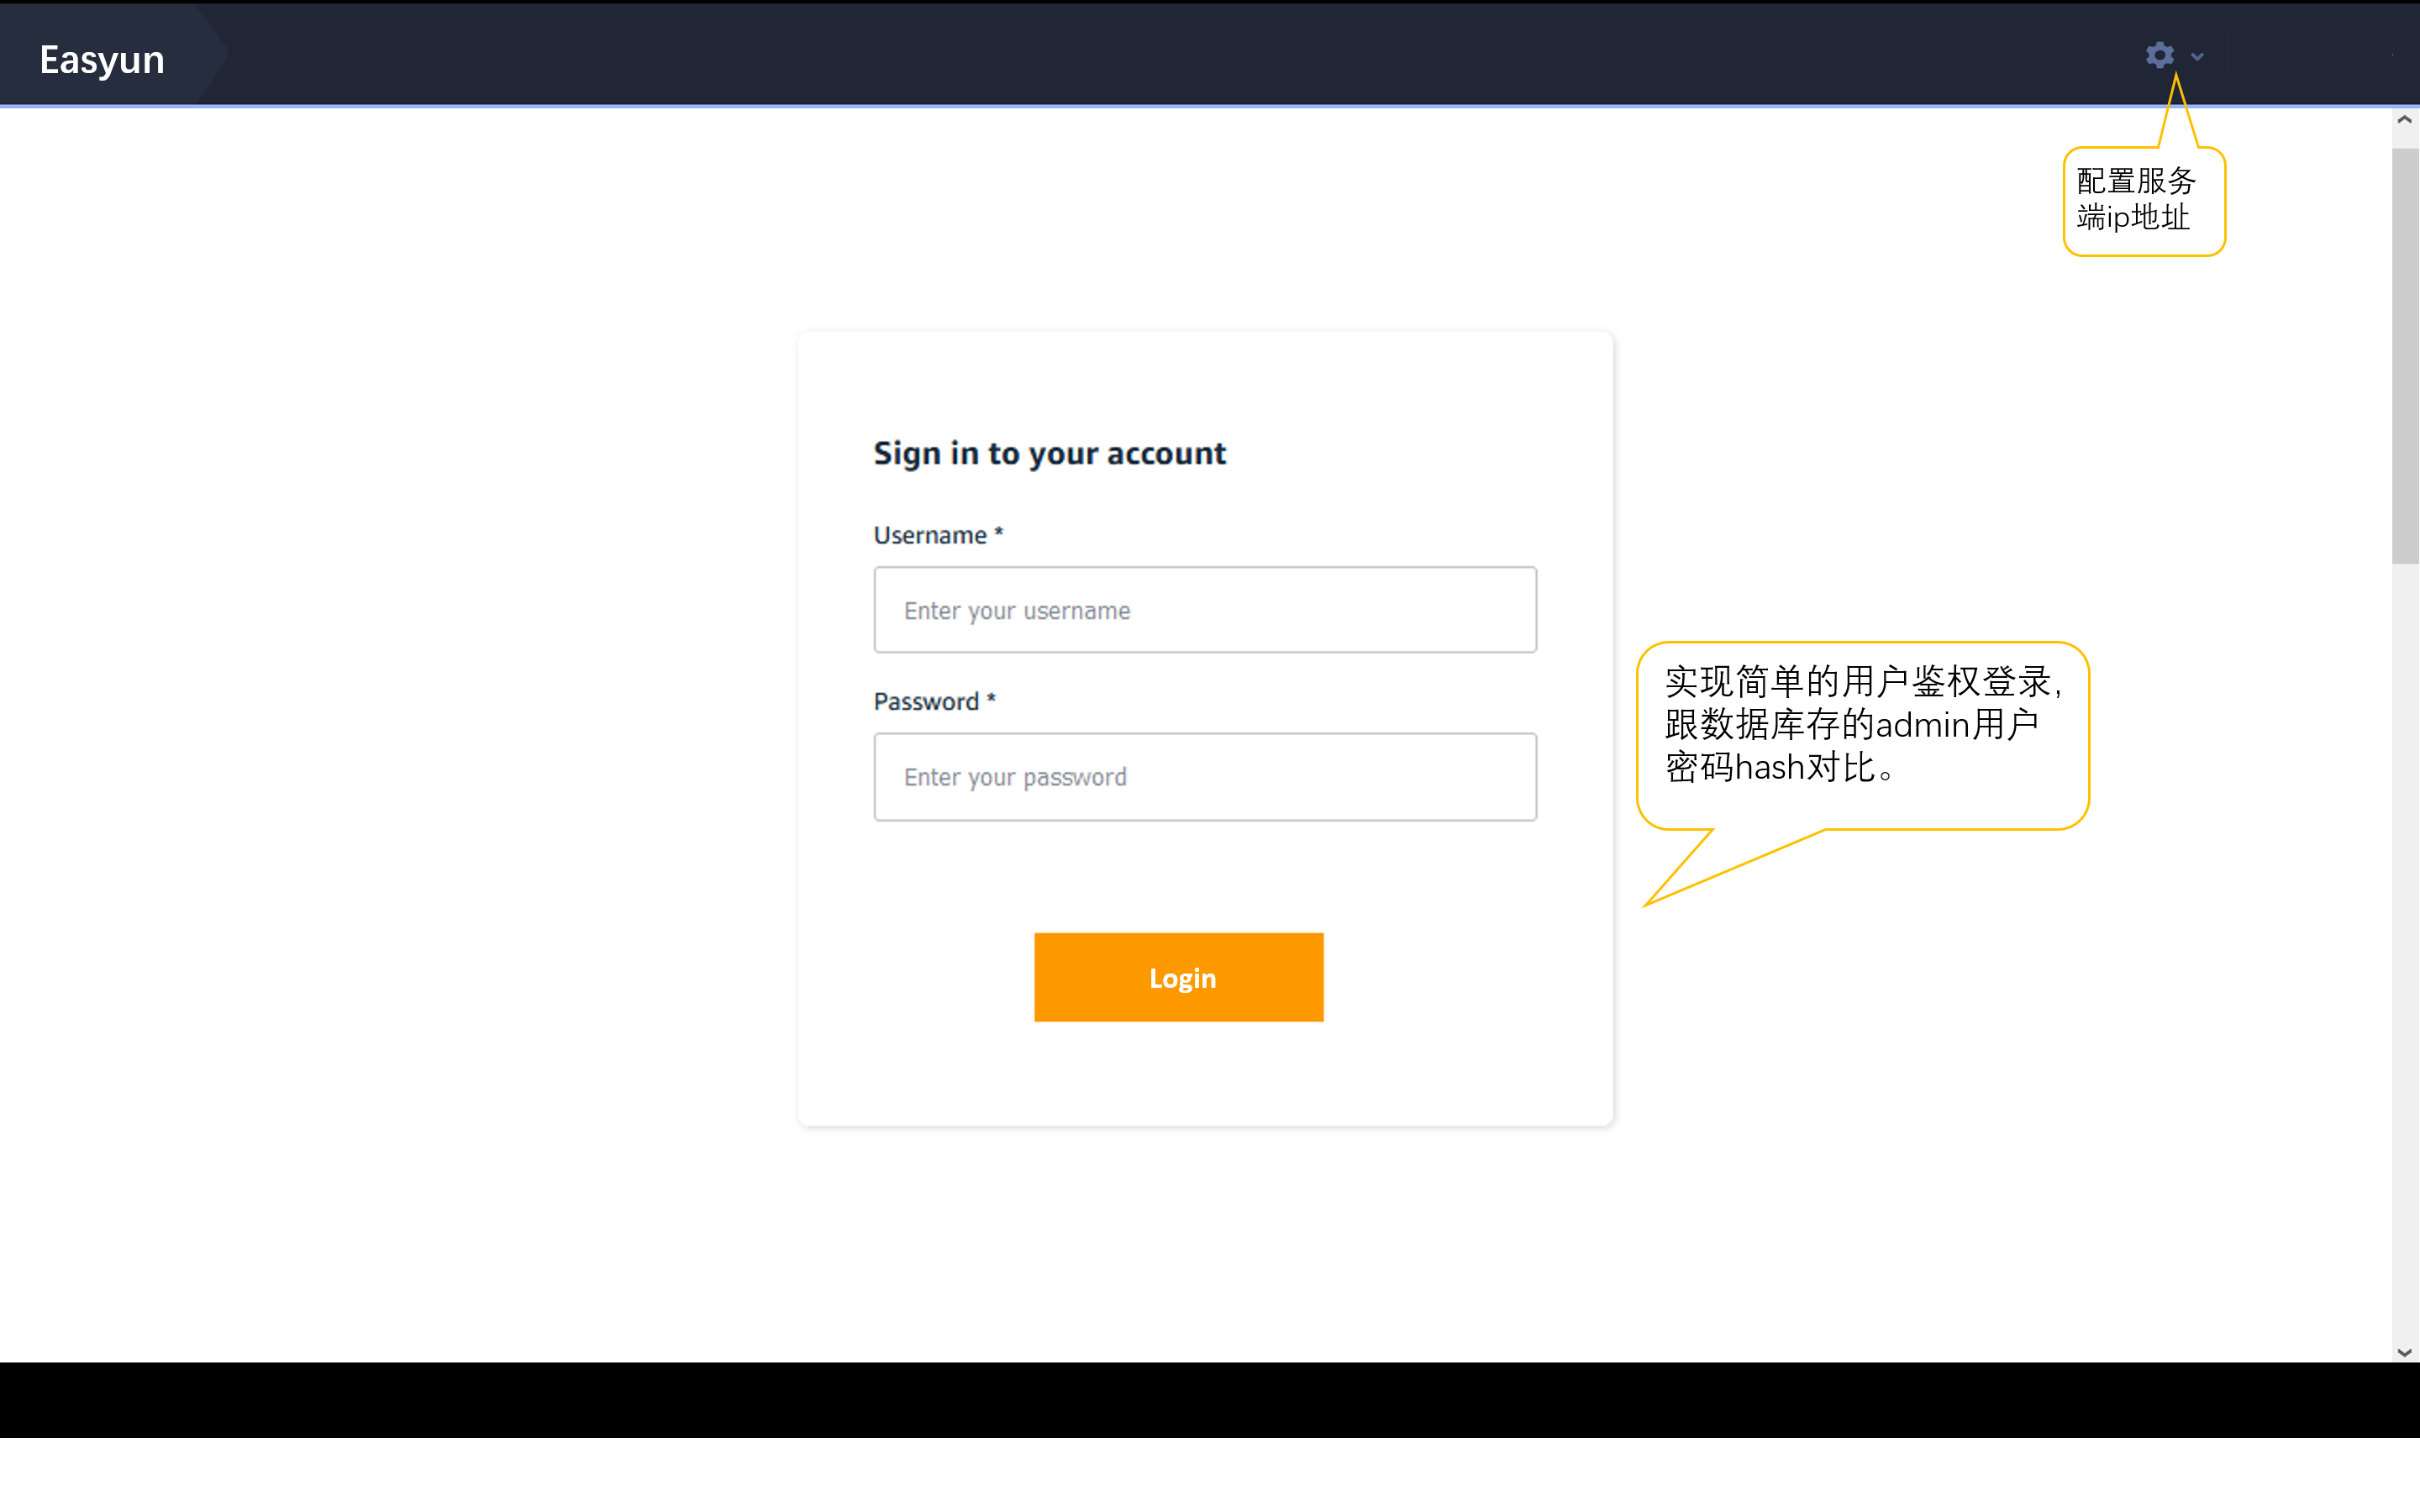 Easyun
配置服务
端ip地址
Sign in to your account
Username *
Enter your username
Password *
Enter your password
实现简单的用户鉴权登录,
跟数据库存的admin用户
密码hash对比。
Login